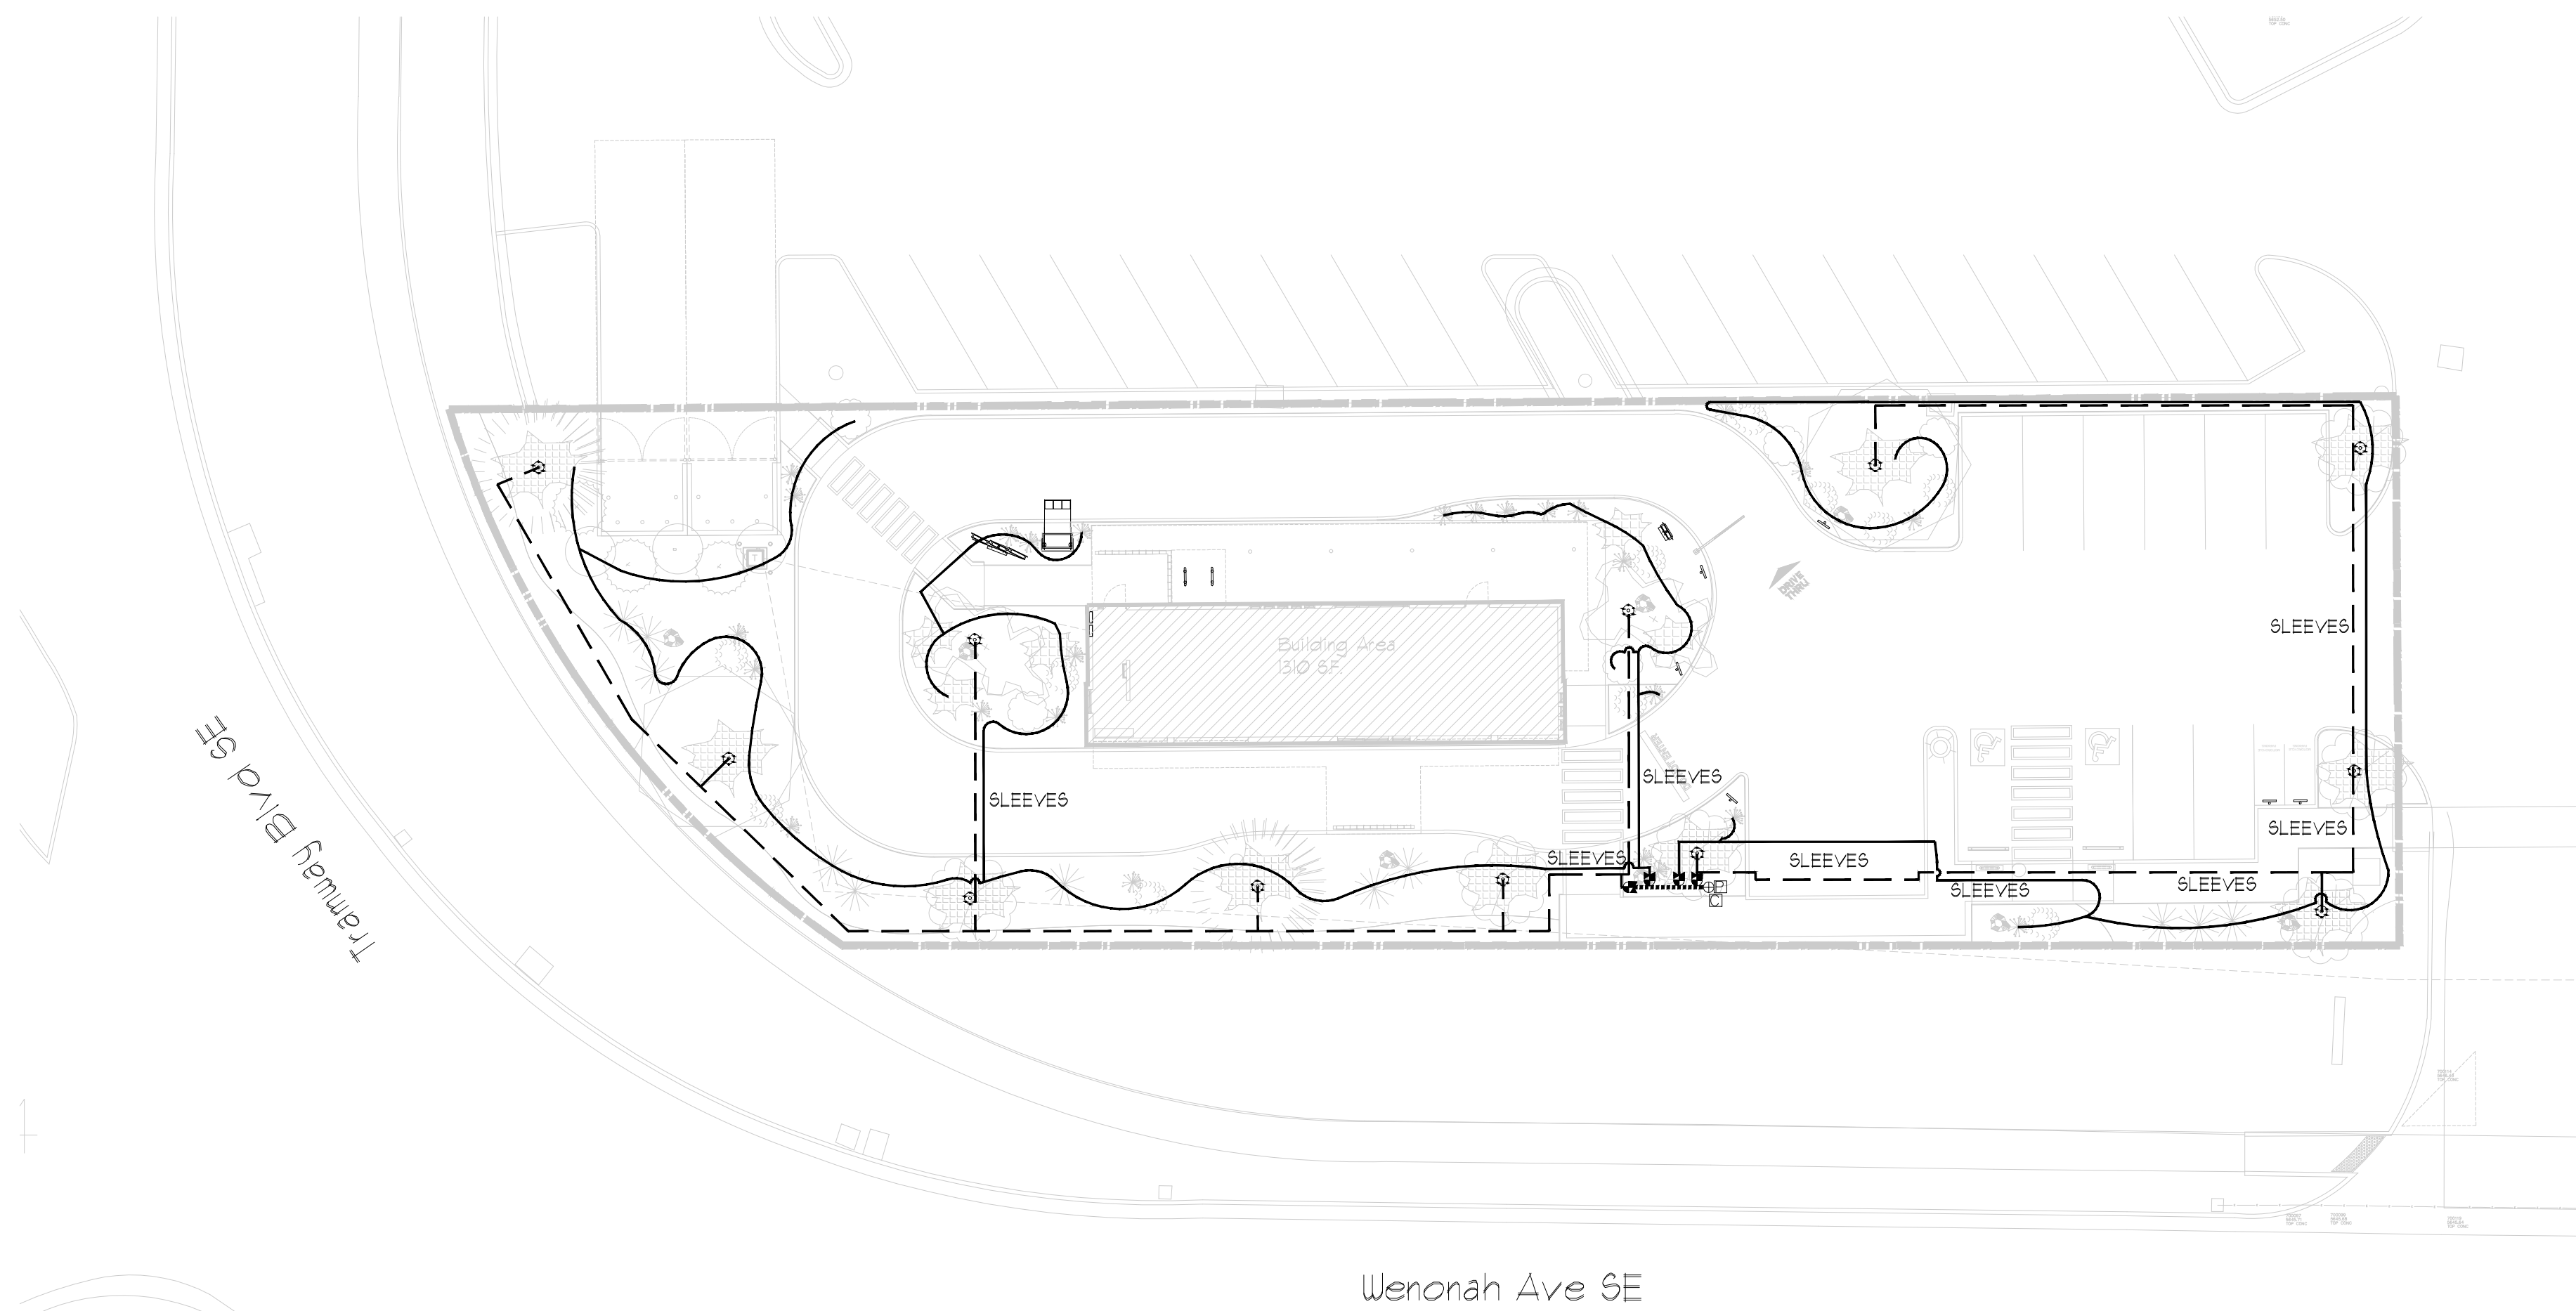 Building Area
1310 SF.
DRIVE
THRU
SLEEVES
SLEEVES
SLEEVES
SLEEVES
SLEEVES
SLEEVES
SLEEVES
SLEEVES
P
C
Tramway Blvd SE
Wenonah Ave SE